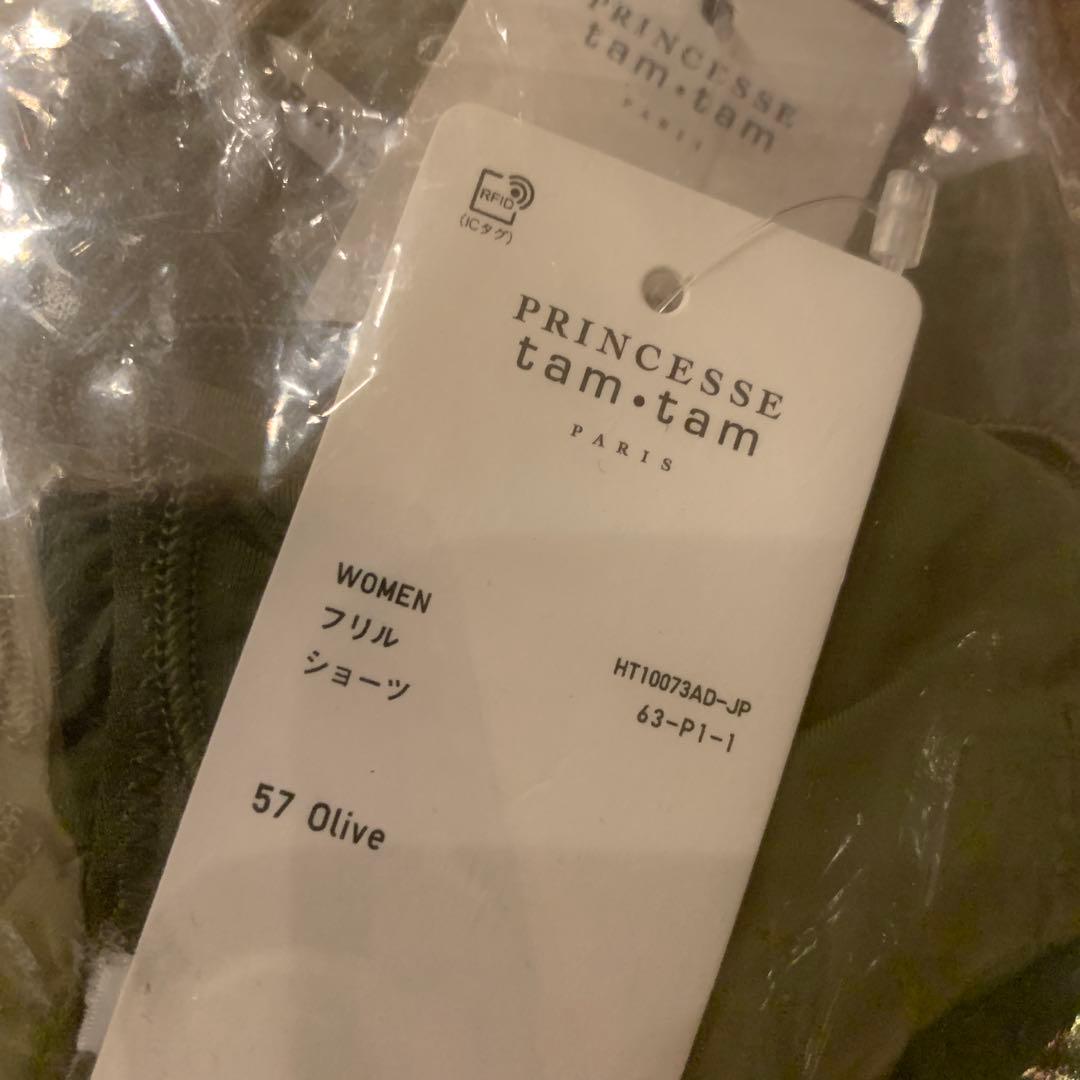 PRINCESSE
tam•tam
PARIS
RFID
(ICタグ)
PRINCESSE
tam•tam
PARIS
WOMEN
フリル
ショーツ
HT10073AD-JP
63-P1-1
57 Olive